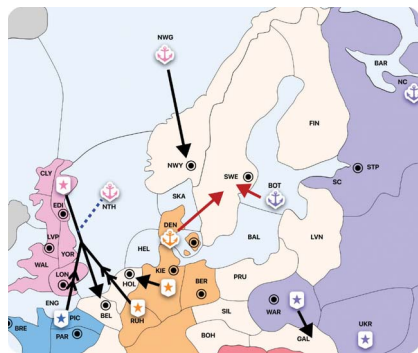 NWG
BAR
NC
FIN
CLY
NWY
SWE
STP
EDI
NTH
SKA
BOT
SC
LVP
DEN
YOR
HEL
BAL
LVN
WAL
LON
KIE
BER
PRU
HOL
ENG
PIC
BEL
RUH
SIL
WAR
BRE
PAR
BOH
GAL
UKR